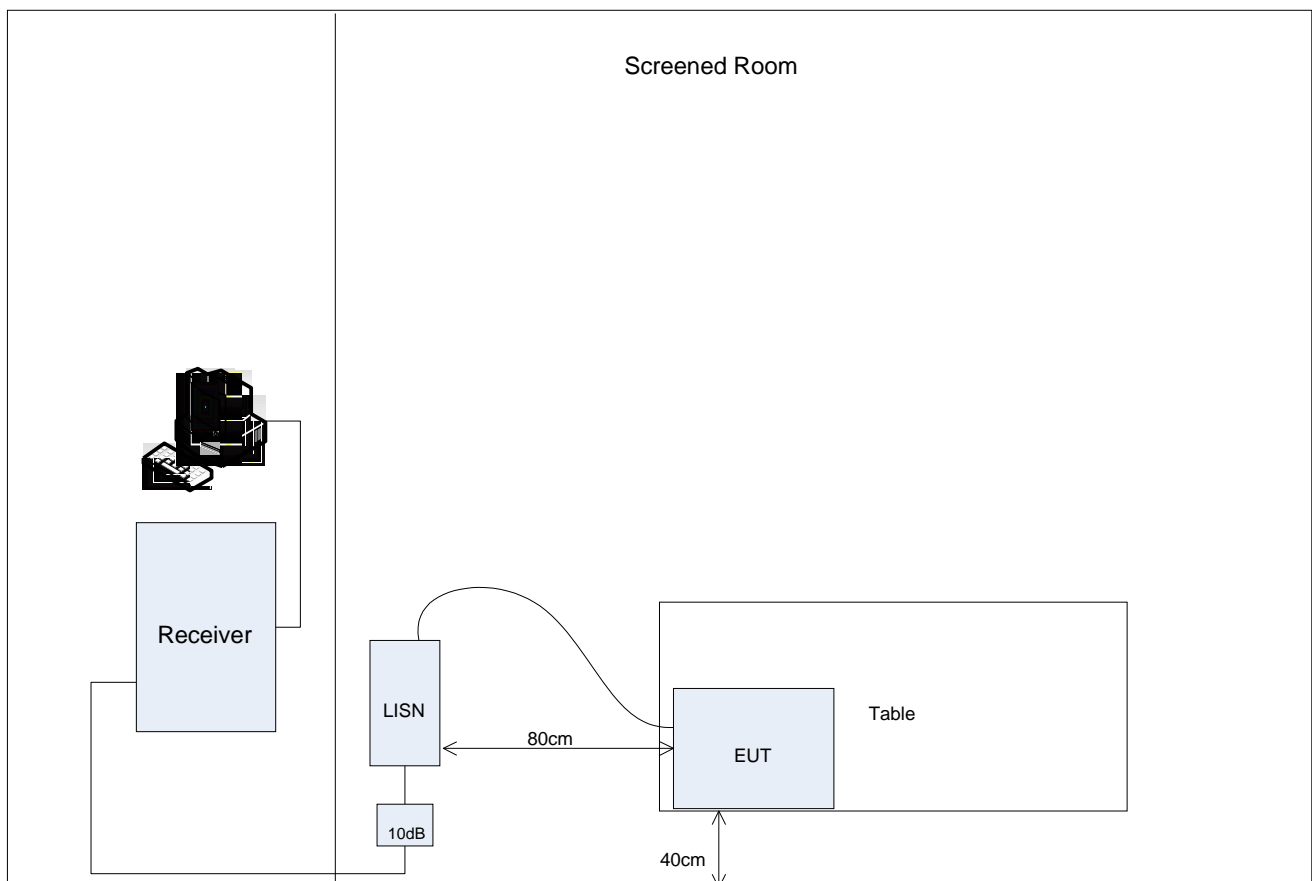 Screened Room
Receiver
LISN
80cm
Table
EUT
10dB
40cm